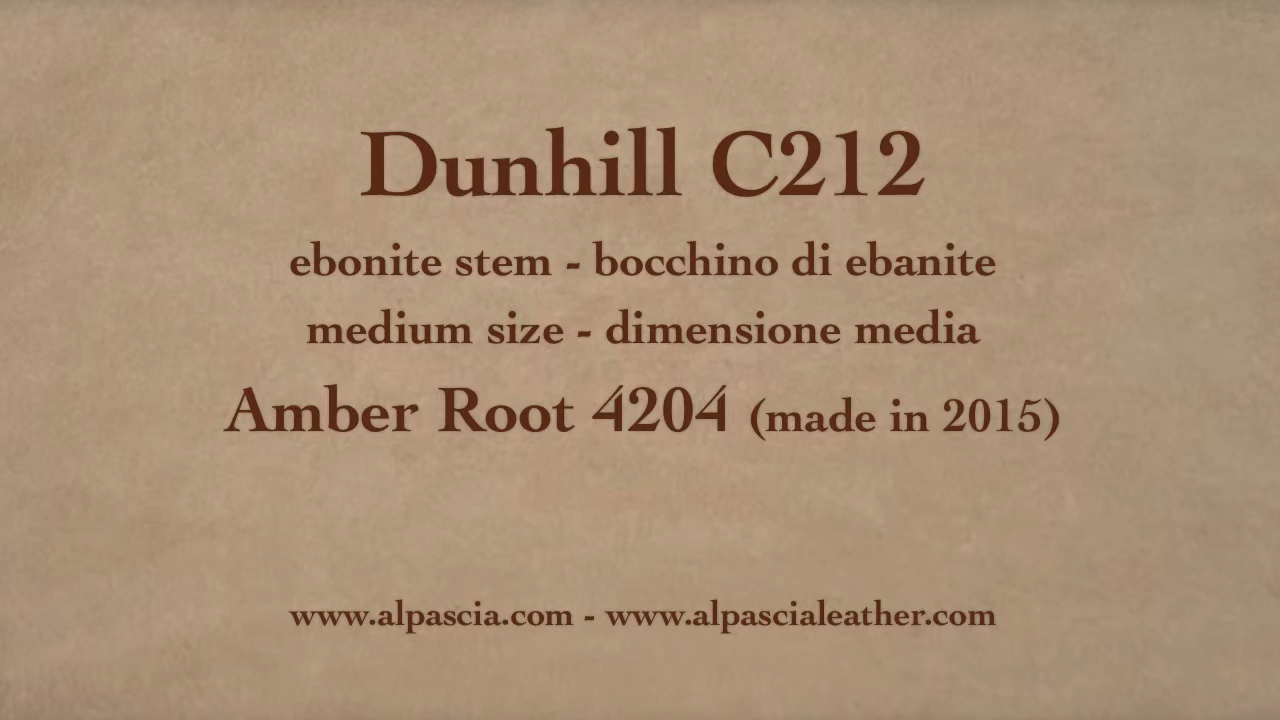 Dunhill C212
ebonite stem - bocchino di ebanite
medium size - dimensione media
Amber Root 4204 (made in 2015)
www.alpascia.com - www.alpascialeather.com